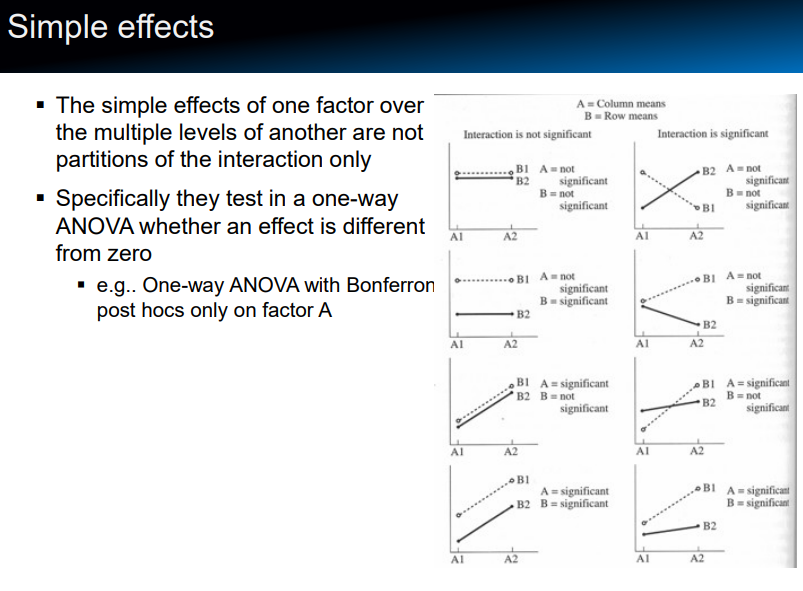 Simple effects
▪ The simple effects of one factor over
the multiple levels of another are not
partitions of the interaction only
▪ Specifically they test in a one-way
ANOVA whether an effect is different
from zero
▪ e.g.. One-way ANOVA with Bonferron
post hocs only on factor A
A = Column means
B = Row means
Interaction is not significant
B1 A = not
B2 significant
B = not
significant
A1 A2
B1 A = not
significant
B = significant
B2
A1 A2
B1 A = significant
B2 B = not
significant
A1 A2
B1
A = significant
B2 B = significant
A1 A2
Interaction is significant
B2 A = not
significant
B = not
B1 significant
A1 A2
B1 A = not
significant
B = significant
B2
A1 A2
B1 A = significant
B2 B = not
significant
A1 A2
B1 A = significant
B = significant
B2
A1 A2